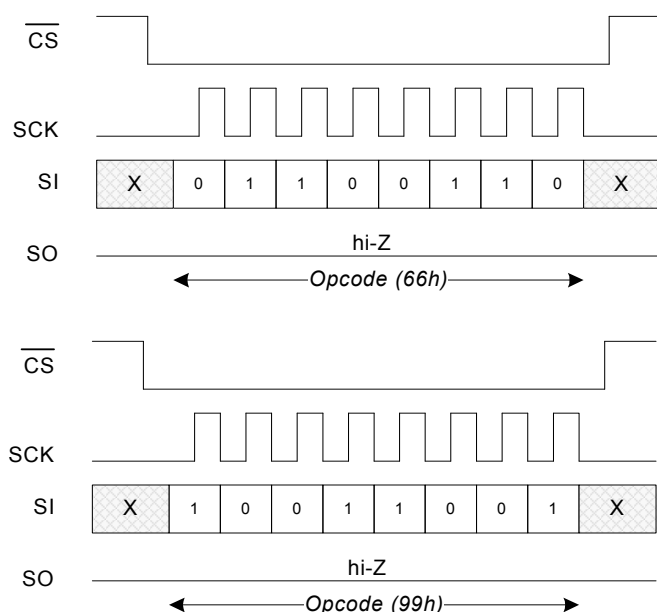 CS
SCK
SI X 0 1 1 0 0 1 1 0 X
hi-Z
SO
Opcode (66h)
CS
SCK
SI X 1 0 0 1 1 0 0 1 X
hi-Z
SO
Opcode (99h)